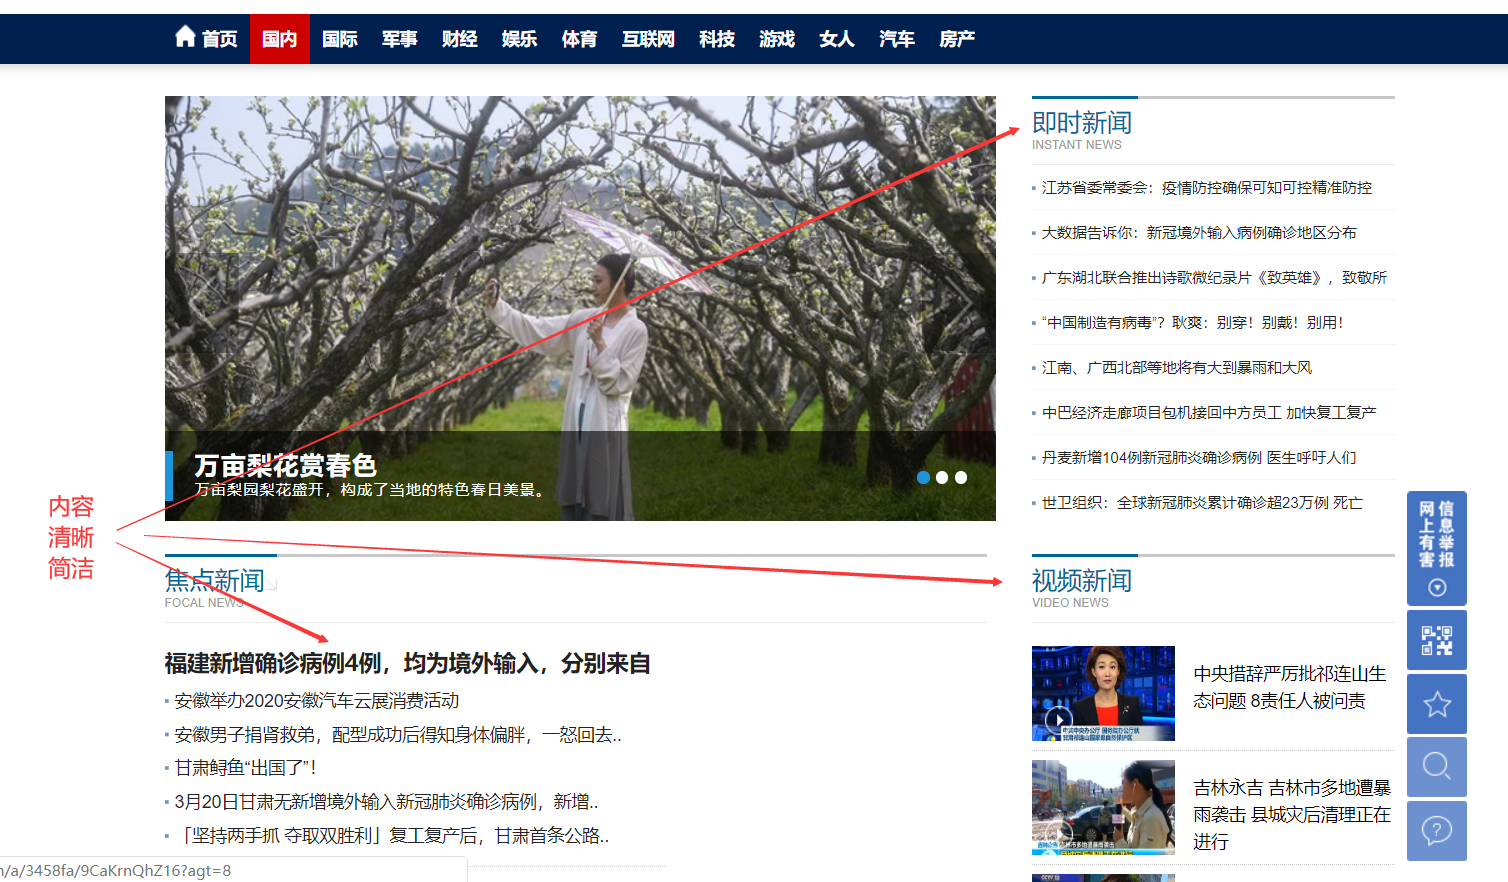 首页 国内 国际 军事 财经 娱乐 体育 互联网 科技 游戏 女人 汽车 房产
万亩梨花赏春色
万亩梨园梨花盛开，构成了当地的特色春日美景。
即时新闻
INSTANT NEWS
江苏省委常委会：疫情防控确保可知可控精准防控
大数据告诉你：新冠境外输入病例确诊地区分布
广东湖北联合推出诗歌微纪录片《致英雄》，致敬所
“中国制造有病毒”？耿爽：别穿！别戴！别用！
江南、广西北部等地将有大到暴雨和大风
中巴经济走廊项目包机接回中方员工 加快复工复产
丹麦新增104例新冠肺炎确诊病例 医生呼吁人们
世卫组织：全球新冠肺炎累计确诊超23万例 死亡
内容
清晰
简洁
焦点新闻
FOCAL NEWS
福建新增确诊病例4例，均为境外输入，分别来自
安徽举办2020安徽汽车云展消费活动
安徽男子捐肾救弟，配型成功后得知身体偏胖，一怒回去..
甘肃鲟鱼“出国了”！
3月20日甘肃无新增境外输入新冠肺炎确诊病例，新增..
「坚持两手抓 夺取双胜利」复工复产后，甘肃首条公路..
视频新闻
VIDEO NEWS
中央措辞严厉批祁连山生
态问题 8责任人被问责
吉林永吉 吉林市多地遭暴
雨袭击 县城灾后清理正在
进行
网上有害
信息举报
/a/3458fa/9CaKrnQhZ16?agt=8